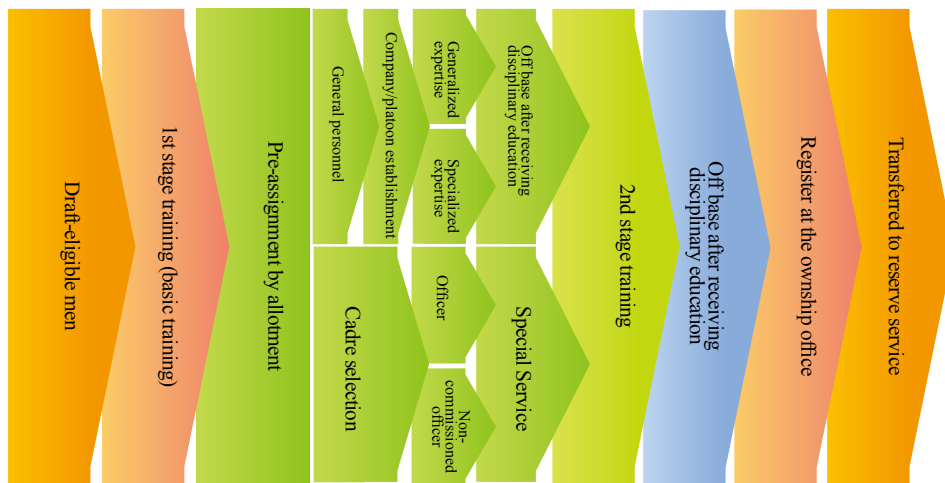 Draft-eligible men
1st stage training (basic training)
Pre-assignment by allotment
General personnel
Company/platoon establishment
Generalized
expertise
Specialized
expertise
Off base after receiving
disciplinary education
Cadre selection
Officer
Non-
commissioned
officer
Special Service
2nd stage training
Off base after receiving
disciplinary education
Register at the ownship office
Transferred to reserve service